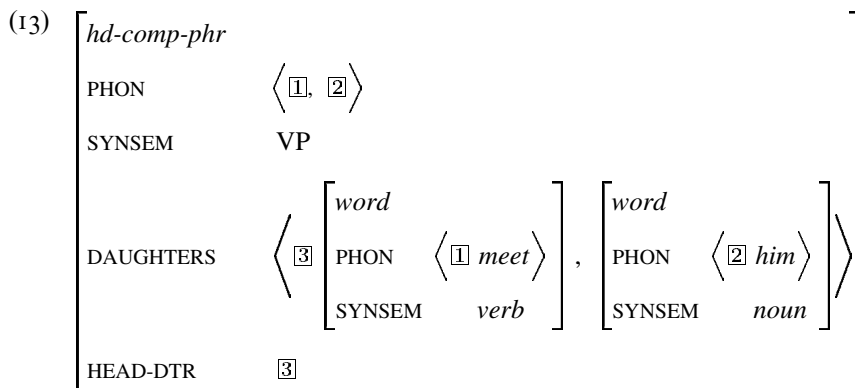 (13)
hd-comp-phr
PHON ⟨ 1, 2 ⟩
SYNSEM VP
DAUGHTERS ⟨ 3 [word PHON ⟨ 1 meet ⟩ SYNSEM verb] , [word PHON ⟨ 2 him ⟩ SYNSEM noun] ⟩
HEAD-DTR 3